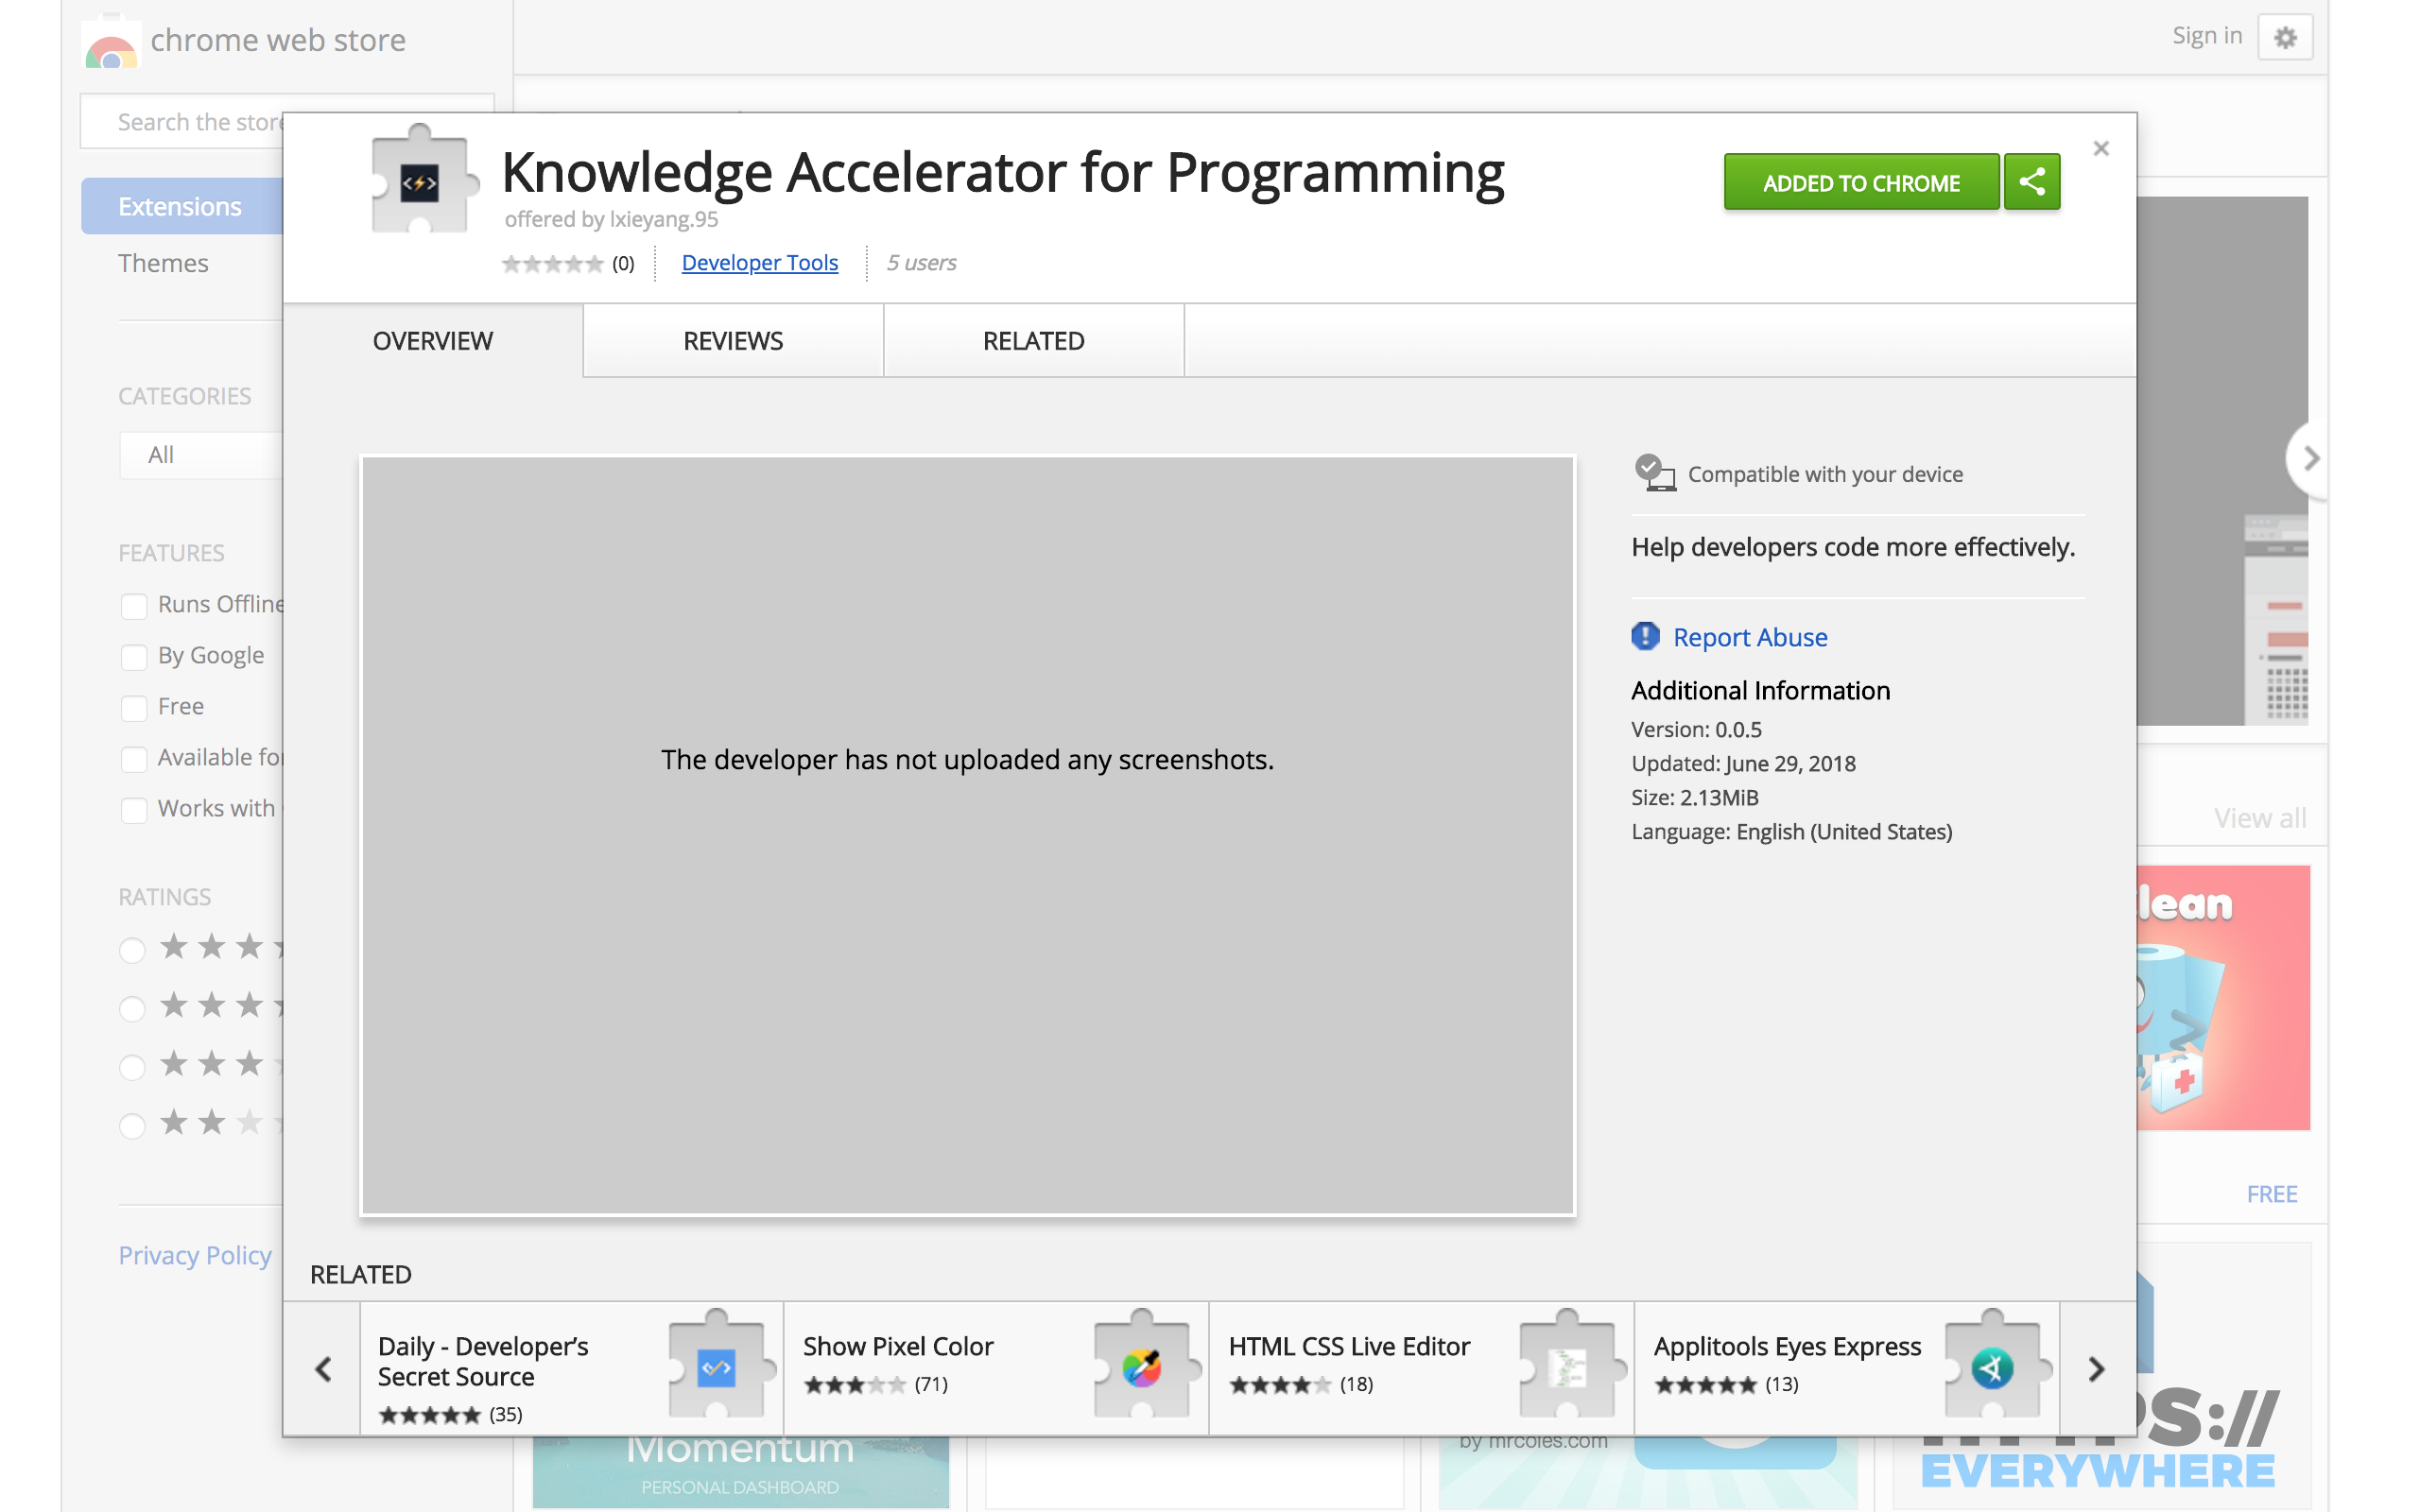 chrome web store
Sign in
Search the store
Extensions
Themes
CATEGORIES
All
FEATURES
Runs Offline
By Google
Free
Available for
Works with
RATINGS
Privacy Policy
Knowledge Accelerator for Programming
offered by lxieyang.95
(0)
Developer Tools
5 users
ADDED TO CHROME
OVERVIEW
REVIEWS
RELATED
The developer has not uploaded any screenshots.
Compatible with your device
Help developers code more effectively.
Report Abuse
Additional Information
Version: 0.0.5
Updated: June 29, 2018
Size: 2.13MiB
Language: English (United States)
View all
lean
FREE
RELATED
Daily - Developer's
Secret Source
(35)
Show Pixel Color
(71)
HTML CSS Live Editor
(18)
Applitools Eyes Express
(13)
Momentum
PERSONAL DASHBOARD
by mrcoles.com
PS://
EVERYWHERE